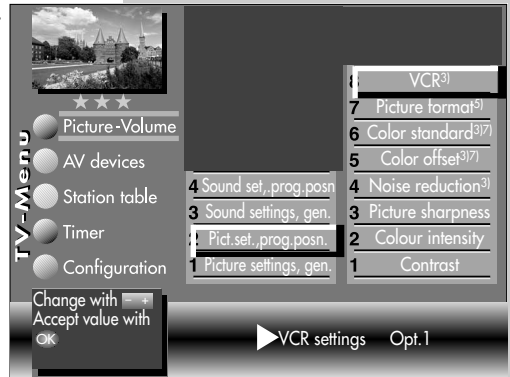 TV-Menu
Picture-Volume
AV devices
Station table
Timer
Configuration
4 Sound set,.prog.posn
3 Sound settings, gen.
2 Pict.set.,prog.posn.
1 Picture settings, gen.
8 VCR3)
7 Picture format5)
6 Color standard3)7)
5 Color offset3)7)
4 Noise reduction3)
3 Picture sharpness
2 Colour intensity
1 Contrast
Change with - +
Accept value with
OK
VCR settings Opt.1